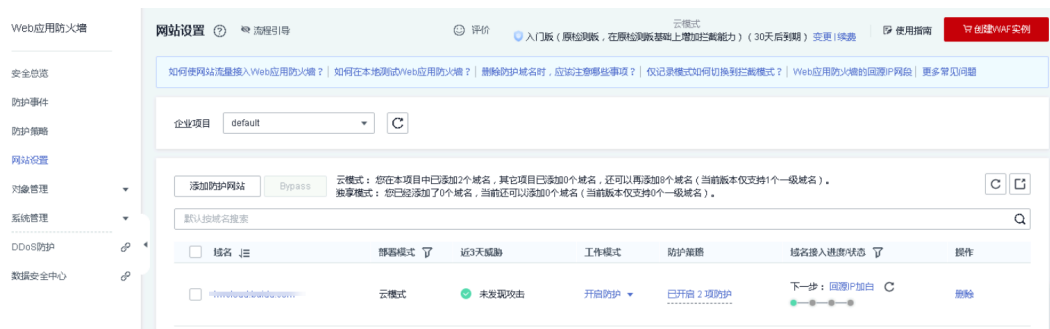 Web应用防火墙
网站设置 ? 流程引导
评价
云模式
入门版（原检测版，在原检测版基础上增加拦截能力）（30天后到期） 变更|续费
使用指南
创建WAF实例
安全总览
防护事件
防护策略
网站设置
对象管理
系统管理
DDoS防护
数据安全中心
如何使网站流量接入Web应用防火墙？| 如何在本地测试Web应用防火墙？| 删除防护域名时，应该注意哪些事项？| 仅记录模式如何切换到拦截模式？| Web应用防火墙的回源IP网段| 更多常见问题
企业项目 default
添加防护网站 Bypass
云模式：您在本项目中已添加2个域名，其它项目已添加0个域名，还可以再添加8个域名（当前版本仅支持1个一级域名）。
独享模式：您已经添加了0个域名，当前还可以添加0个域名（当前版本仅支持0个一级域名）。
默认按域名搜索
域名 部署模式 近3天威胁 工作模式 防护策略 域名接入进度/状态 操作
云模式 未发现攻击 开启防护 已开启 2 项防护 下一步：回源IP加白 删除